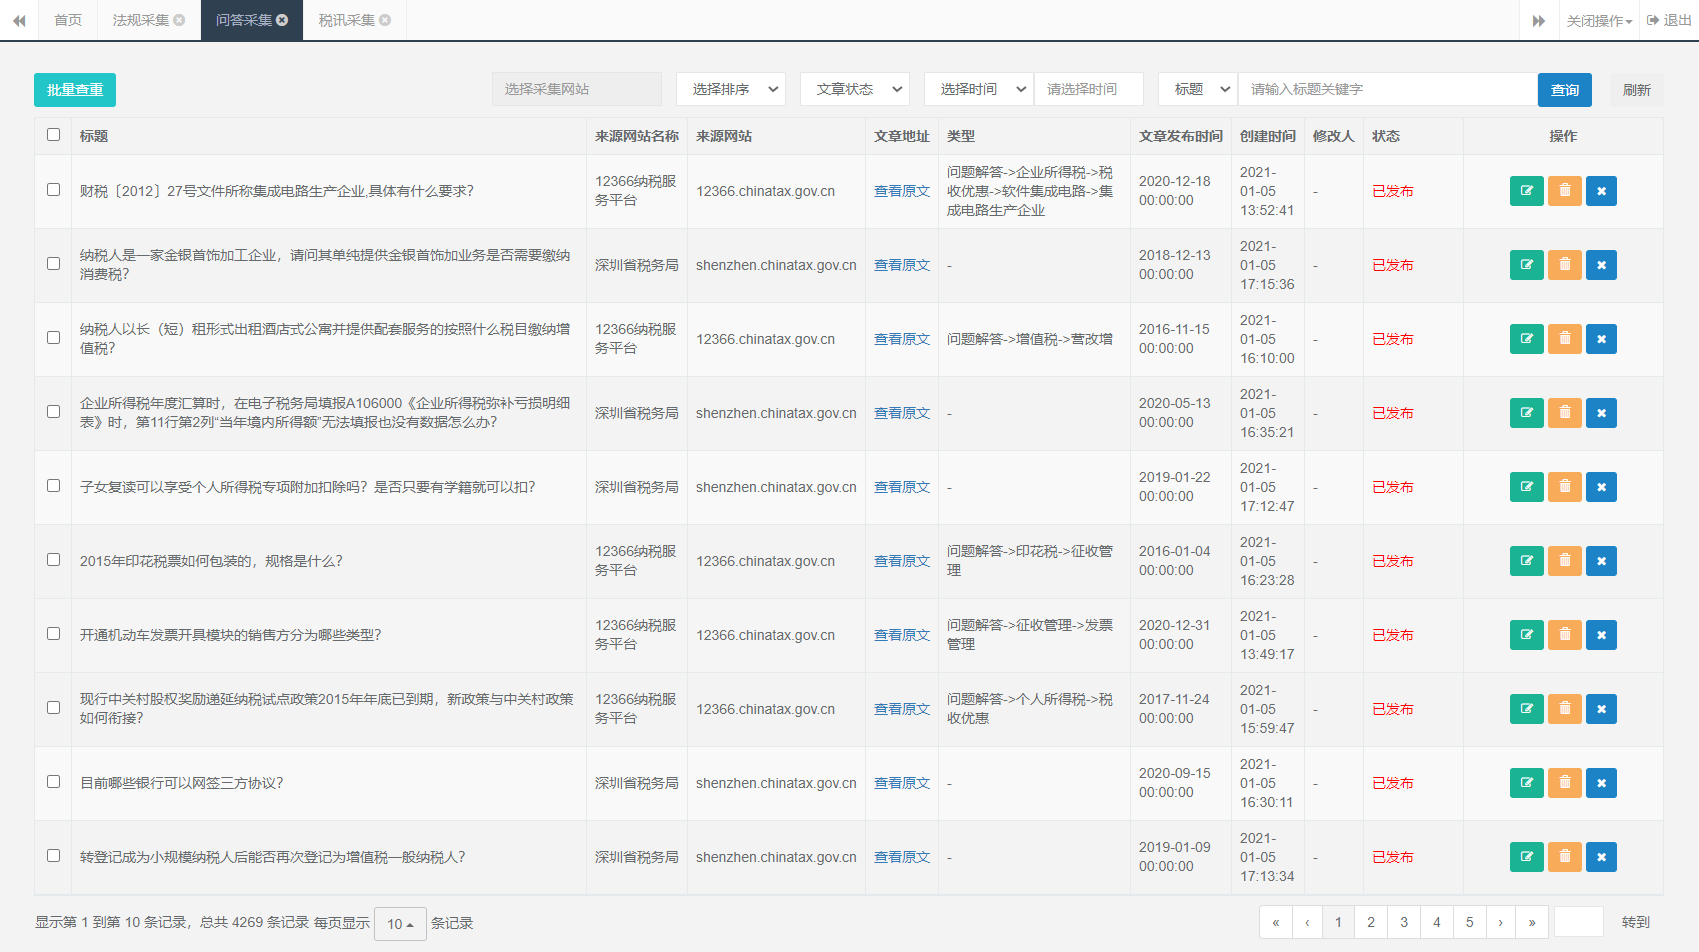 首页 法规采集 问答采集 税讯采集 关闭操作 退出
批量查重 选择采集网站 选择排序 文章状态 选择时间 请选择时间 标题 请输入标题关键字 查询 刷新
标题 来源网站名称 来源网站 文章地址 类型 文章发布时间 创建时间 修改人 状态 操作
财税〔2012〕27号文件所称集成电路生产企业,具体有什么要求?
12366纳税服
务平台
12366.chinatax.gov.cn
查看原文
问题解答->企业所得税->税
收优惠->软件集成电路->集
成电路生产企业
2020-12-18
00:00:00
2021-
01-05
13:52:41
-
已发布
纳税人是一家金银首饰加工企业，请问其单纯提供金银首饰加业务是否需要缴纳
消费税?
深圳省税务局
shenzhen.chinatax.gov.cn
查看原文
-
2018-12-13
00:00:00
2021-
01-05
17:15:36
-
已发布
纳税人以长（短）租形式出租酒店式公寓并提供配套服务的按照什么税目缴纳增
值税?
12366纳税服
务平台
12366.chinatax.gov.cn
查看原文
问题解答->增值税->营改增
2016-11-15
00:00:00
2021-
01-05
16:10:00
-
已发布
企业所得税年度汇算时，在电子税务局填报A106000《企业所得税弥补亏损明细
表》时，第11行第2列“当年境内所得额”无法填报也没有数据怎么办?
深圳省税务局
shenzhen.chinatax.gov.cn
查看原文
-
2020-05-13
00:00:00
2021-
01-05
16:35:21
-
已发布
子女复读可以享受个人所得税专项附加扣除吗？是否只要有学籍就可以扣?
深圳省税务局
shenzhen.chinatax.gov.cn
查看原文
-
2019-01-22
00:00:00
2021-
01-05
17:12:47
-
已发布
2015年印花税票如何包装的，规格是什么?
12366纳税服
务平台
12366.chinatax.gov.cn
查看原文
问题解答->印花税->征收管
理
2016-01-04
00:00:00
2021-
01-05
16:23:28
-
已发布
开通机动车发票开具模块的销售方分为哪些类型?
12366纳税服
务平台
12366.chinatax.gov.cn
查看原文
问题解答->征收管理->发票
管理
2020-12-31
00:00:00
2021-
01-05
13:49:17
-
已发布
现行中关村股权奖励递延纳税试点政策2015年年底已到期，新政策与中关村政策
如何衔接?
12366纳税服
务平台
12366.chinatax.gov.cn
查看原文
问题解答->个人所得税->税
收优惠
2017-11-24
00:00:00
2021-
01-05
15:59:47
-
已发布
目前哪些银行可以网签三方协议?
深圳省税务局
shenzhen.chinatax.gov.cn
查看原文
-
2020-09-15
00:00:00
2021-
01-05
16:30:11
-
已发布
转登记成为小规模纳税人后能否再次登记为增值税一般纳税人?
深圳省税务局
shenzhen.chinatax.gov.cn
查看原文
-
2019-01-09
00:00:00
2021-
01-05
17:13:34
-
已发布
显示第 1 到第 10 条记录，总共 4269 条记录 每页显示 10 条记录 « ‹ 1 2 3 4 5 › » 转到